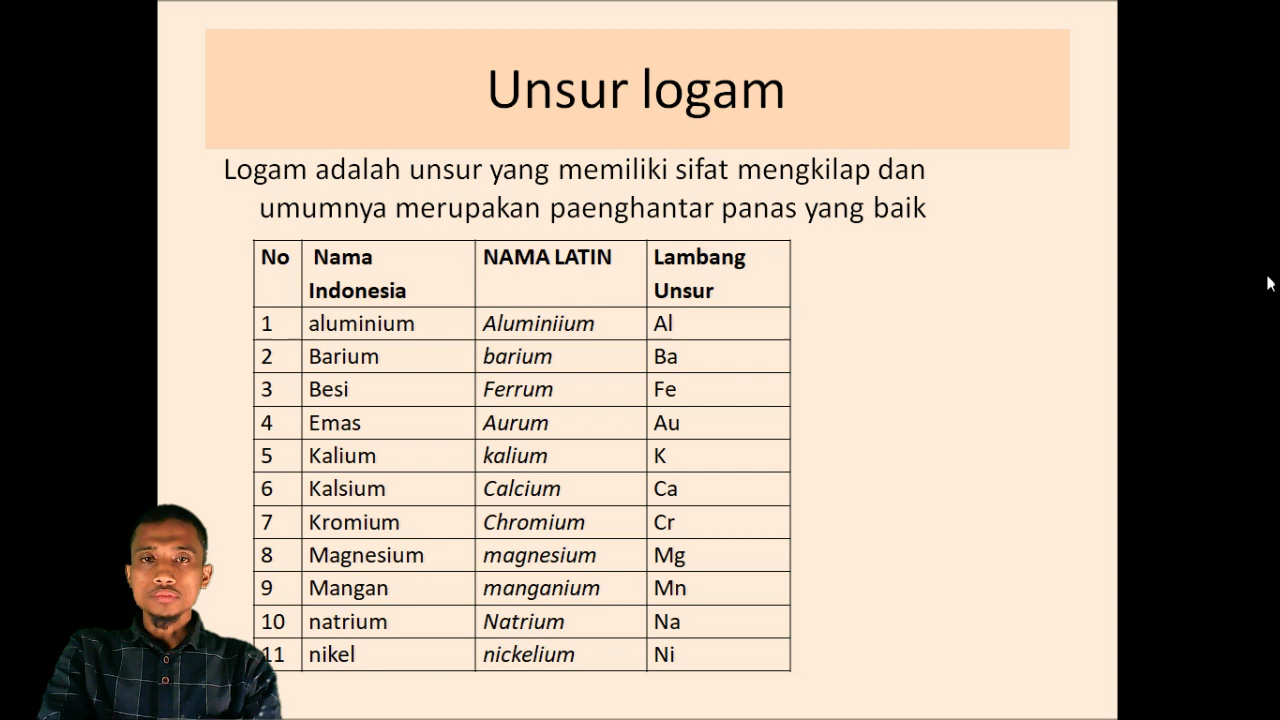 Unsur logam
Logam adalah unsur yang memiliki sifat mengkilap dan
umumnya merupakan paenghantar panas yang baik
No Nama Indonesia NAMA LATIN Lambang Unsur
1 aluminium Aluminiium Al
2 Barium barium Ba
3 Besi Ferrum Fe
4 Emas Aurum Au
5 Kalium kalium K
6 Kalsium Calcium Ca
7 Kromium Chromium Cr
8 Magnesium magnesium Mg
9 Mangan manganium Mn
10 natrium Natrium Na
11 nikel nickelium Ni